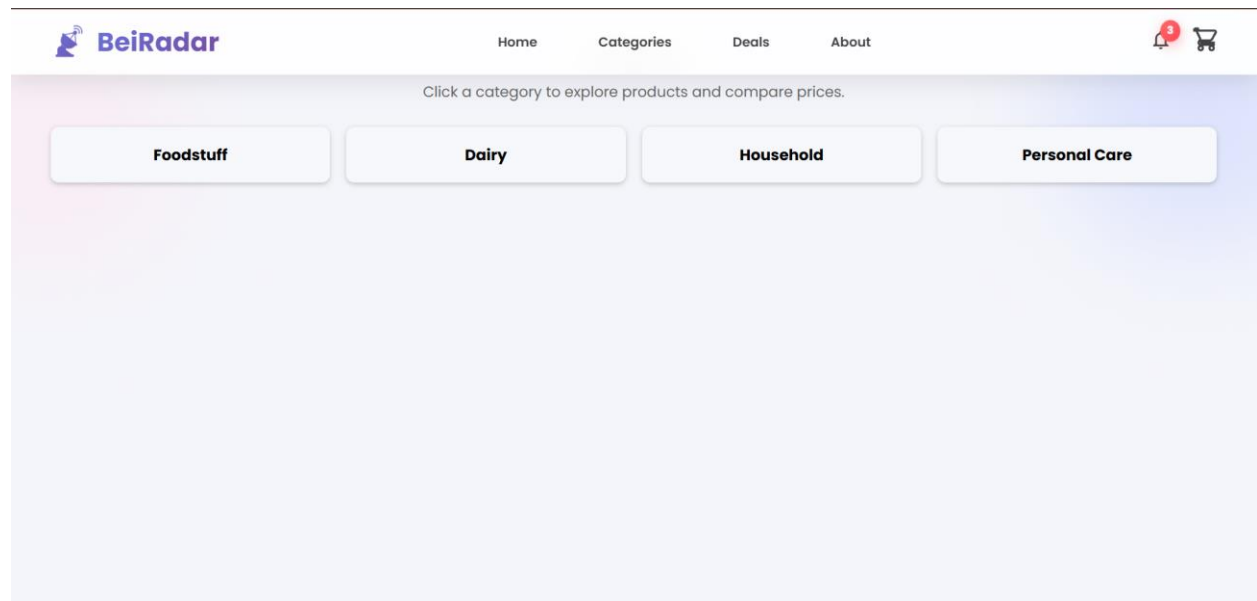 BeiRadar Home Categories Deals About 3
Click a category to explore products and compare prices.
Foodstuff Dairy Household Personal Care